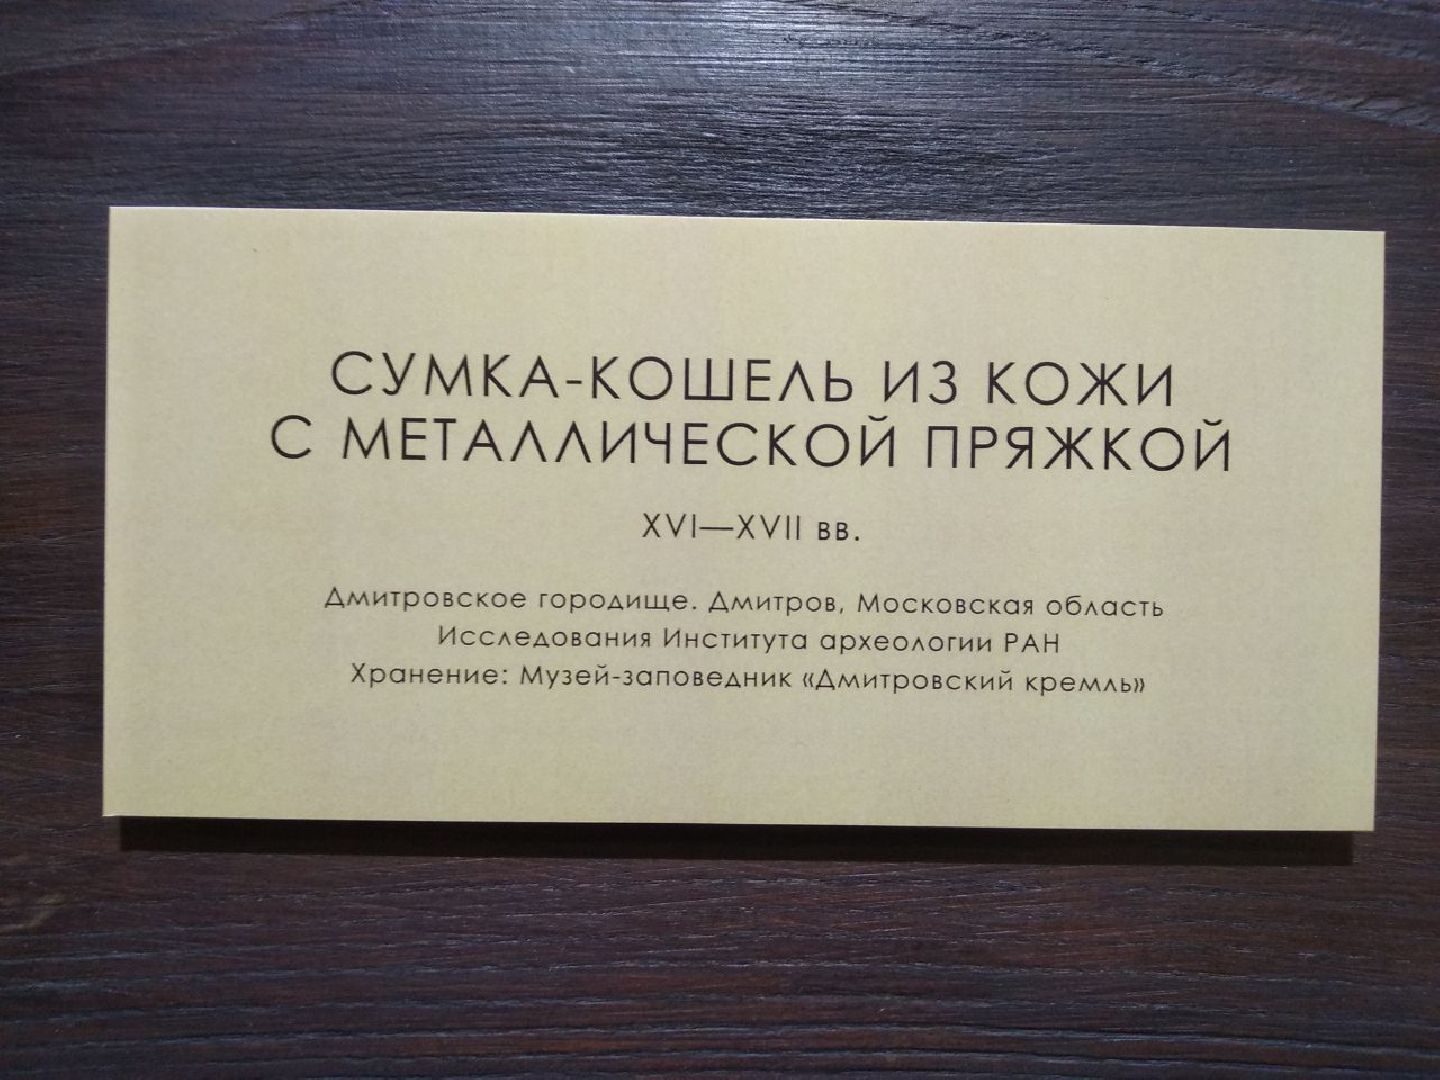 СУМКА-КОШЕЛЬ ИЗ КОЖИ
С МЕТАЛЛИЧЕСКОЙ ПРЯЖКОЙ
XVI—XVII вв.
Дмитровское городище. Дмитров, Московская область
Исследования Института археологии РАН
Хранение: Музей-заповедник «Дмитровский кремль»